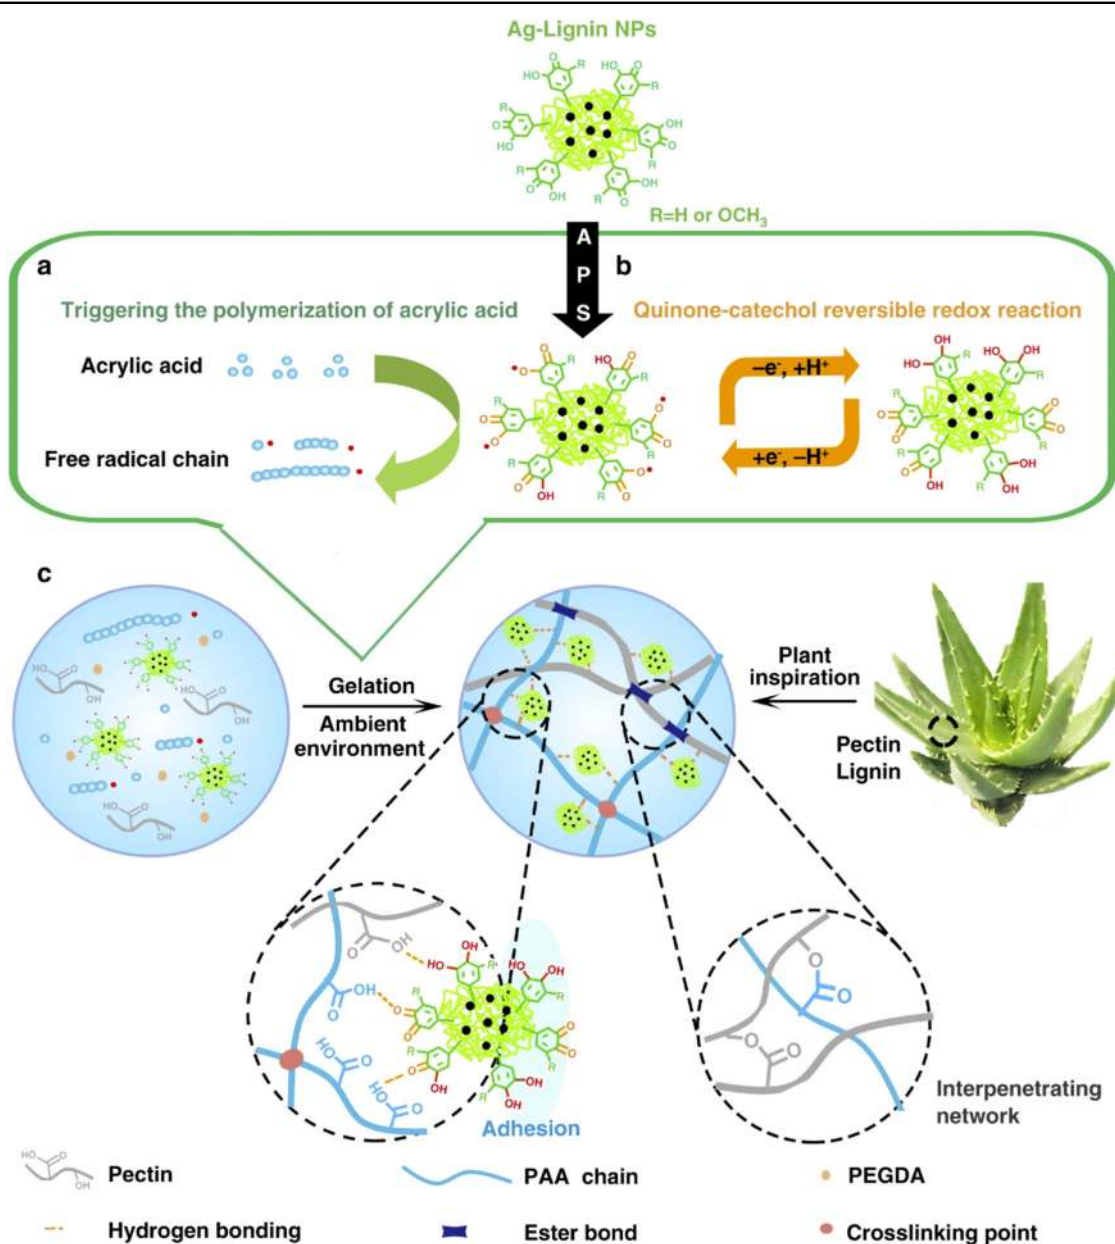 Ag-Lignin NPs
R=H or OCH₃
A
P
S
a
b
Triggering the polymerization of acrylic acid
Quinone-catechol reversible redox reaction
Acrylic acid
Free radical chain
–e⁻, +H⁺
+e⁻, –H⁺
c
Gelation
Ambient
environment
Plant
inspiration
Pectin
Lignin
Adhesion
Interpenetrating
network
Pectin
PAA chain
PEGDA
Hydrogen bonding
Ester bond
Crosslinking point